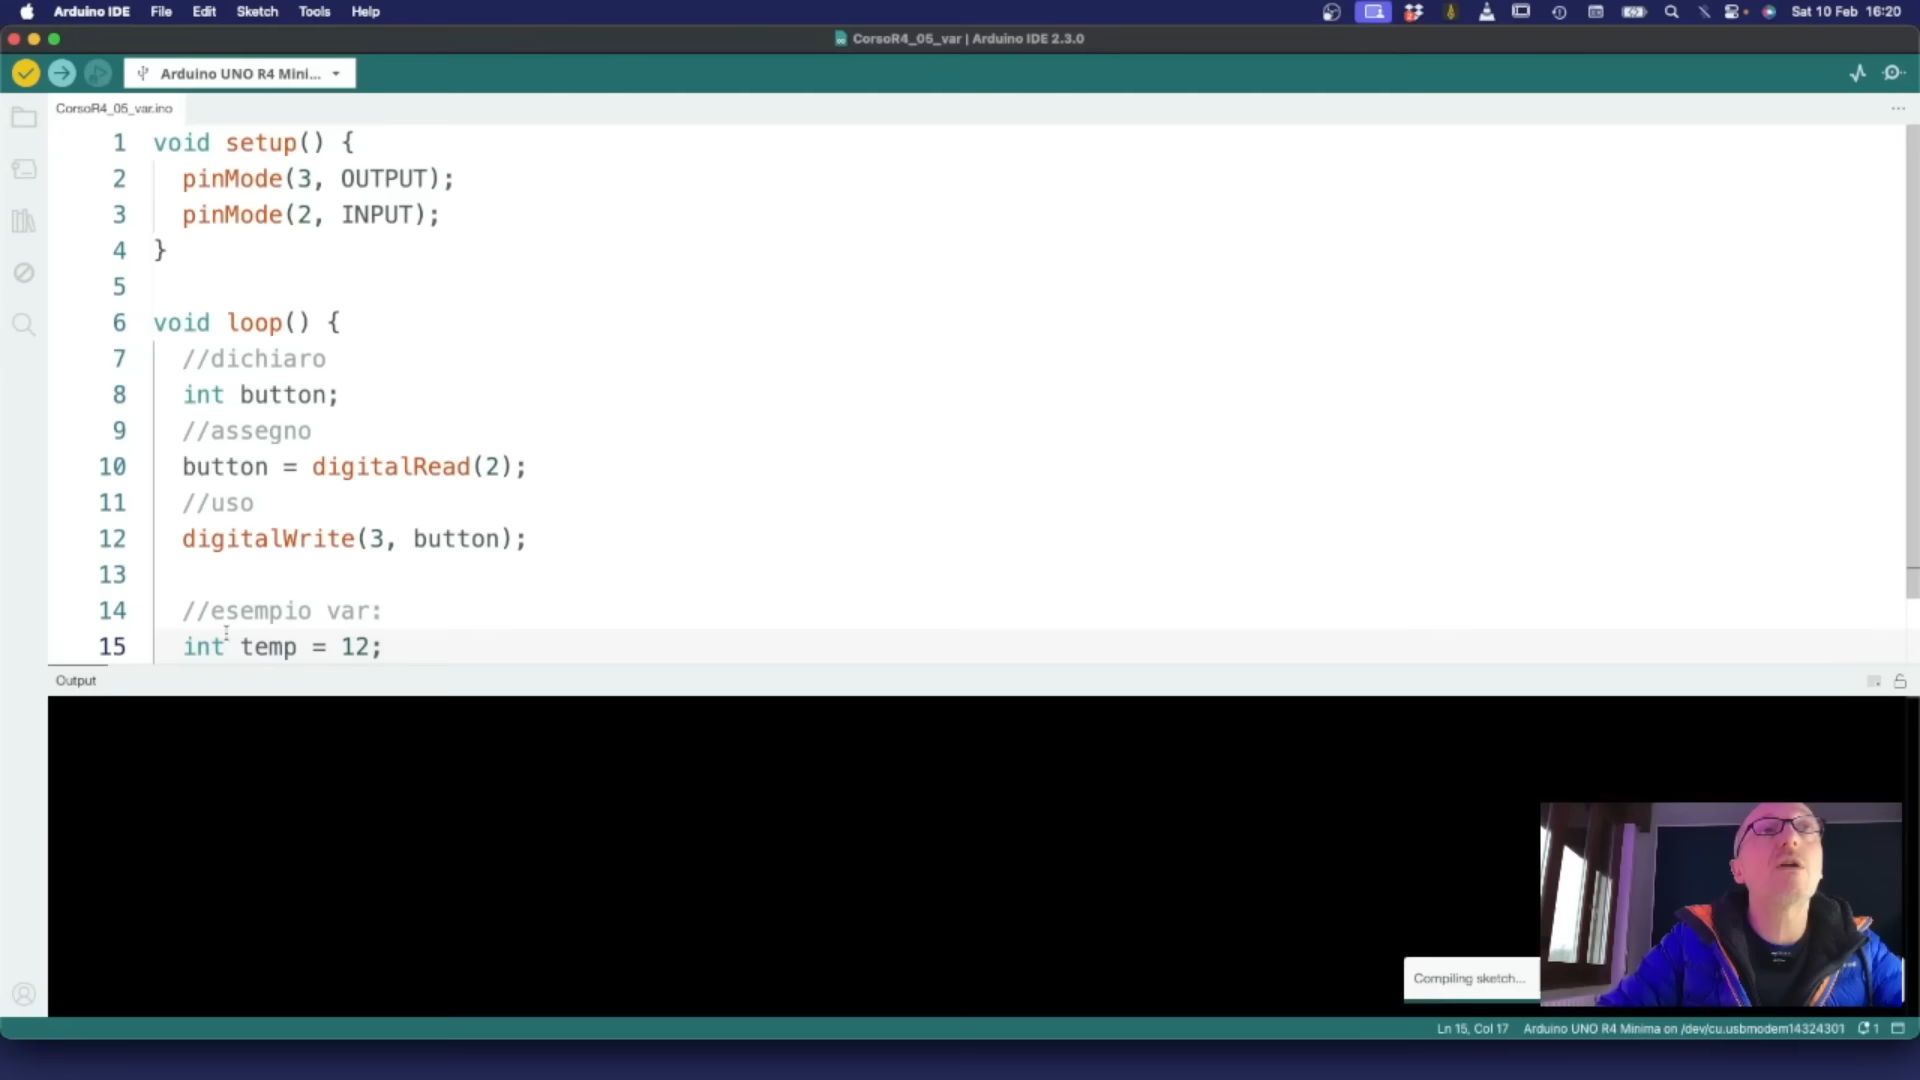 Arduino IDE File Edit Sketch Tools Help Sat 10 Feb 16:20
CorsoR4_05_var | Arduino IDE 2.3.0
Arduino UNO R4 Mini...
CorsoR4_05_var.ino
1 void setup() {
2 pinMode(3, OUTPUT);
3 pinMode(2, INPUT);
4 }
5
6 void loop() {
7 //dichiaro
8 int button;
9 //assegno
10 button = digitalRead(2);
11 //uso
12 digitalWrite(3, button);
13
14 //esempio var:
15 int temp = 12;
Output
Compiling sketch...
Ln 15, Col 17 Arduino UNO R4 Minima on /dev/cu.usbmodem14324301 1